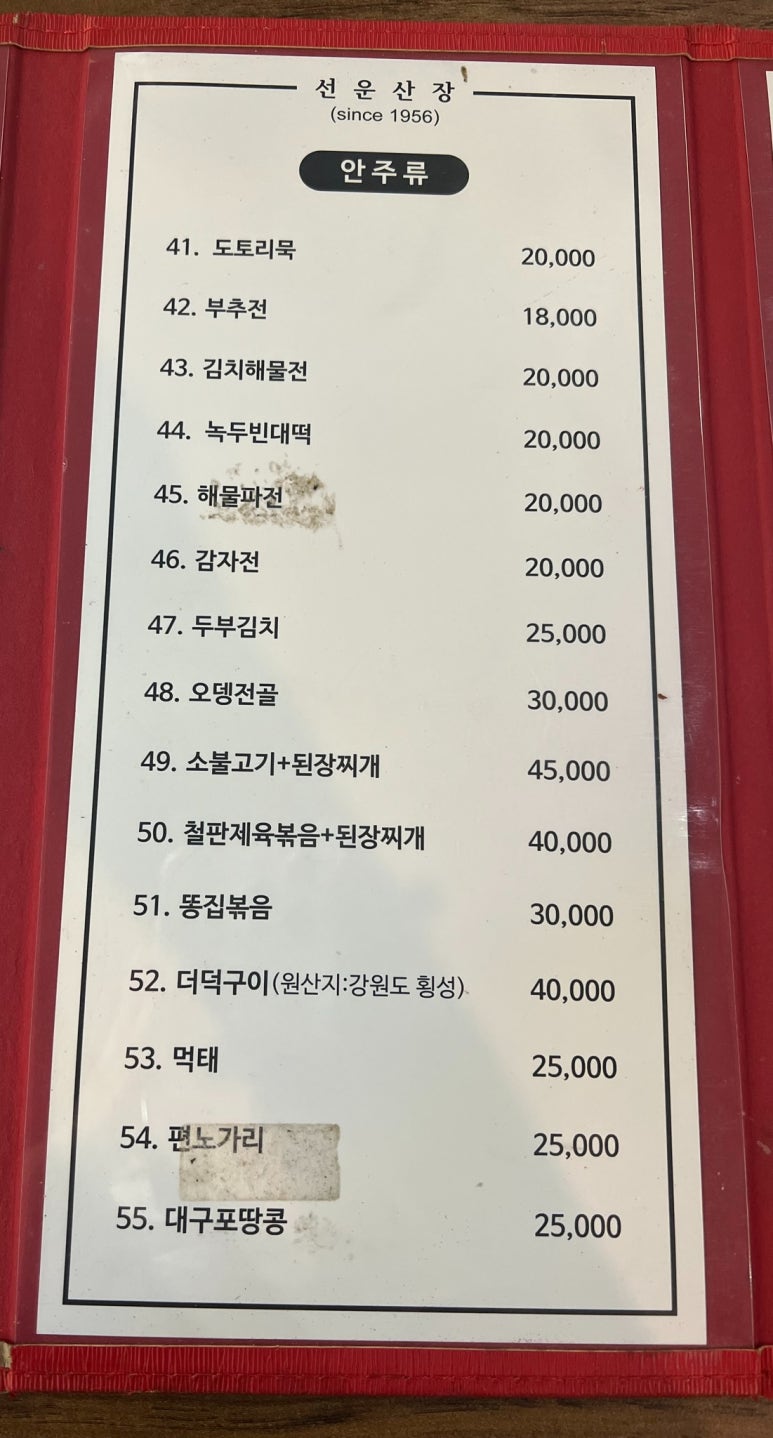 선운산장
(since 1956)
안주류
41. 도토리묵 20,000
42. 부추전 18,000
43. 김치해물전 20,000
44. 녹두빈대떡 20,000
45. 해물파전 20,000
46. 감자전 20,000
47. 두부김치 25,000
48. 오뎅전골 30,000
49. 소불고기+된장찌개 45,000
50. 철판제육볶음+된장찌개 40,000
51. 똥집볶음 30,000
52. 더덕구이(원산지:강원도 횡성) 40,000
53. 먹태 25,000
54. 편노가리 25,000
55. 대구포땅콩 25,000